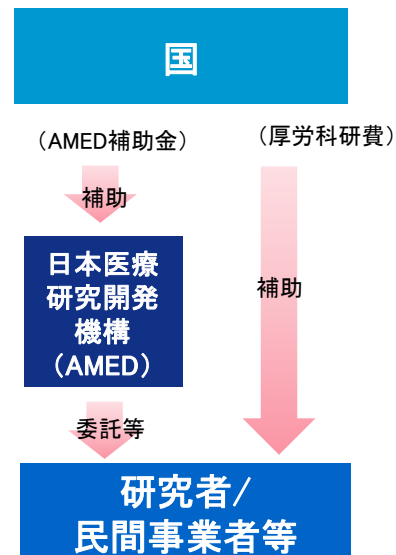 国
（AMED補助金）
（厚労科研費）
補助
日本医療
研究開発
機構
（AMED）
補助
委託等
研究者/
民間事業者等